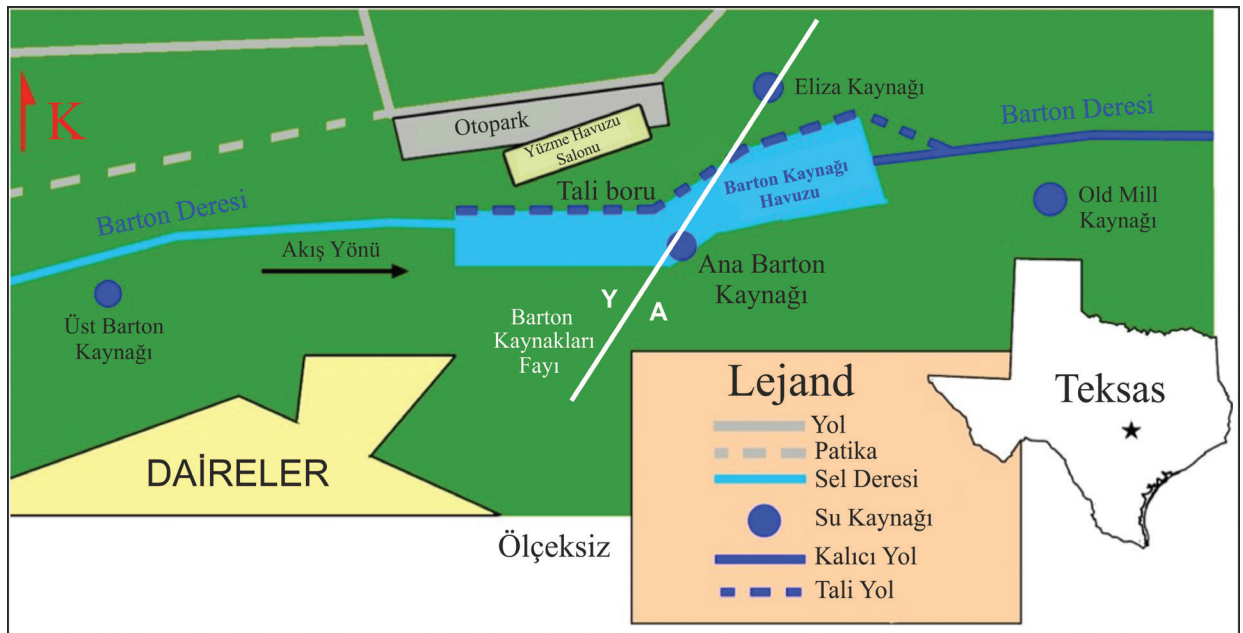 K
Otopark
Yüzme Havuzu
Salonu
Eliza Kaynağı
Barton Deresi
Barton Kaynağı
Havuzu
Tali boru
Barton Deresi
Old Mill
Kaynağı
Akış Yönü
Ana Barton
Kaynağı
Üst Barton
Kaynağı
Y
A
Barton
Kaynakları
Fayı
DAİRELER
Ölçeksiz
Lejand
Yol
Patika
Sel Deresi
Su Kaynağı
Kalıcı Yol
Tali Yol
Teksas